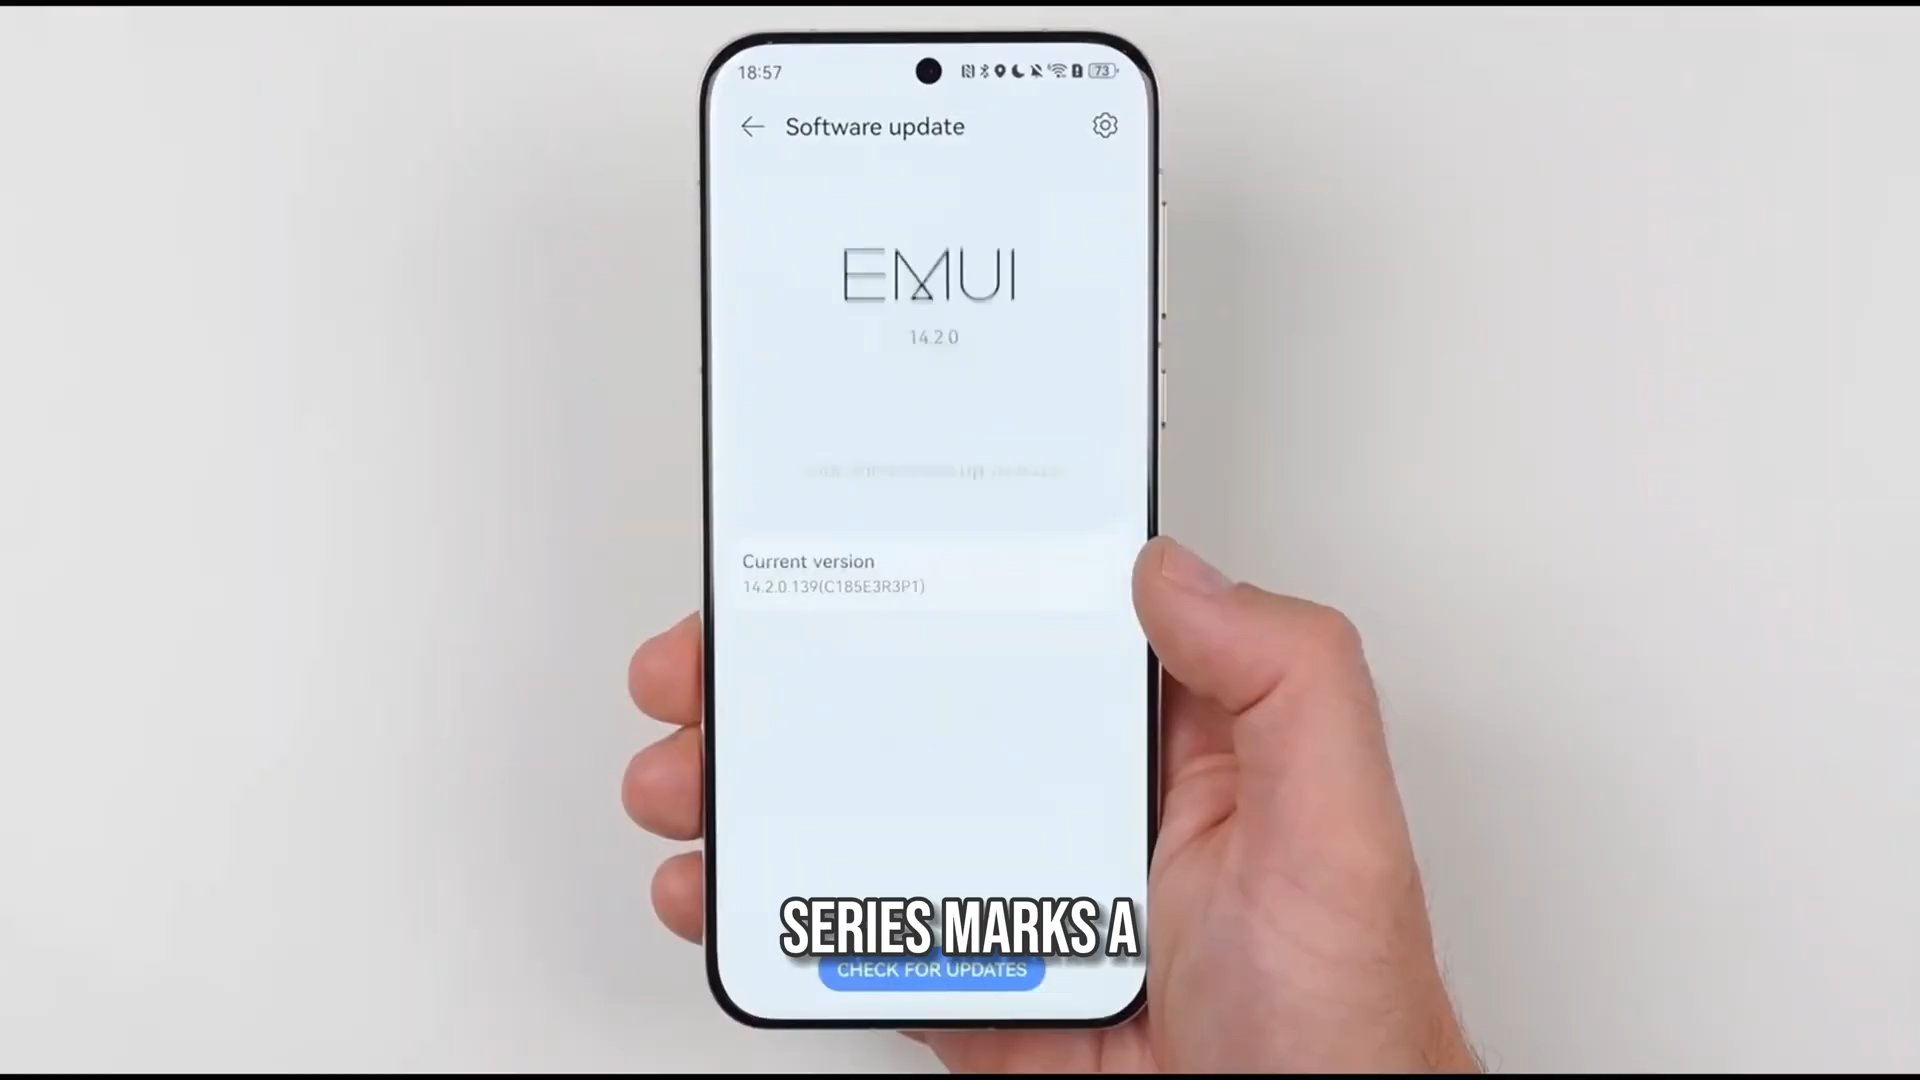 18:57
73
Software update
EMUI
14.2.0
Current version
14.2.0.139(C185E3R3P1)
SERIES MARKS A
CHECK FOR UPDATES